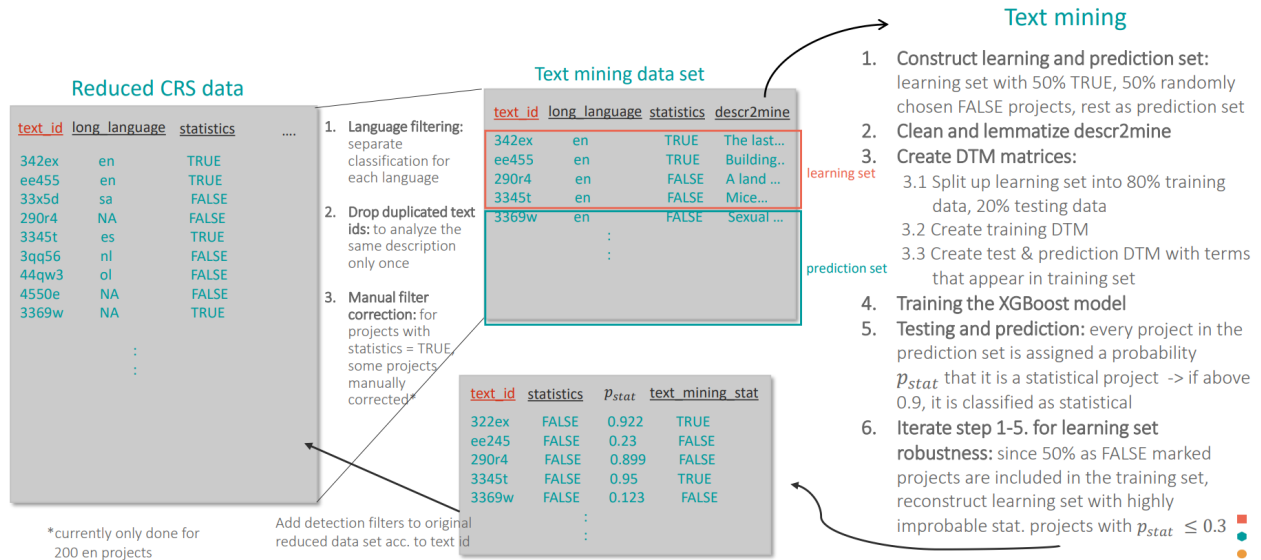 Reduced CRS data
text_id long_language statistics ....
342ex en TRUE
ee455 en TRUE
33x5d sa FALSE
290r4 NA FALSE
3345t es TRUE
3qq56 nl FALSE
44qw3 ol FALSE
4550e NA FALSE
3369w NA TRUE
:
:
*currently only done for
200 en projects
1. Language filtering:
separate
classification for
each language
2. Drop duplicated text
ids: to analyze the
same description
only once
3. Manual filter
correction: for
projects with
statistics = TRUE,
some projects
manually
corrected*
Text mining data set
text_id long_language statistics descr2mine
342ex en TRUE The last...
ee455 en TRUE Building..
290r4 en FALSE A land ...
3345t en FALSE Mice...
3369w en FALSE Sexual ...
:
:
learning set
prediction set
text_id statistics p_stat text_mining_stat
322ex FALSE 0.922 TRUE
ee245 FALSE 0.23 FALSE
290r4 FALSE 0.899 FALSE
3345t FALSE 0.95 TRUE
3369w FALSE 0.123 FALSE
:
:
Add detection filters to original
reduced data set acc. to text id
Text mining
1. Construct learning and prediction set:
learning set with 50% TRUE, 50% randomly
chosen FALSE projects, rest as prediction set
2. Clean and lemmatize descr2mine
3. Create DTM matrices:
3.1 Split up learning set into 80% training
data, 20% testing data
3.2 Create training DTM
3.3 Create test & prediction DTM with terms
that appear in training set
4. Training the XGBoost model
5. Testing and prediction: every project in the
prediction set is assigned a probability
p_stat that it is a statistical project -> if above
0.9, it is classified as statistical
6. Iterate step 1-5. for learning set
robustness: since 50% as FALSE marked
projects are included in the training set,
reconstruct learning set with highly
improbable stat. projects with p_stat ≤ 0.3